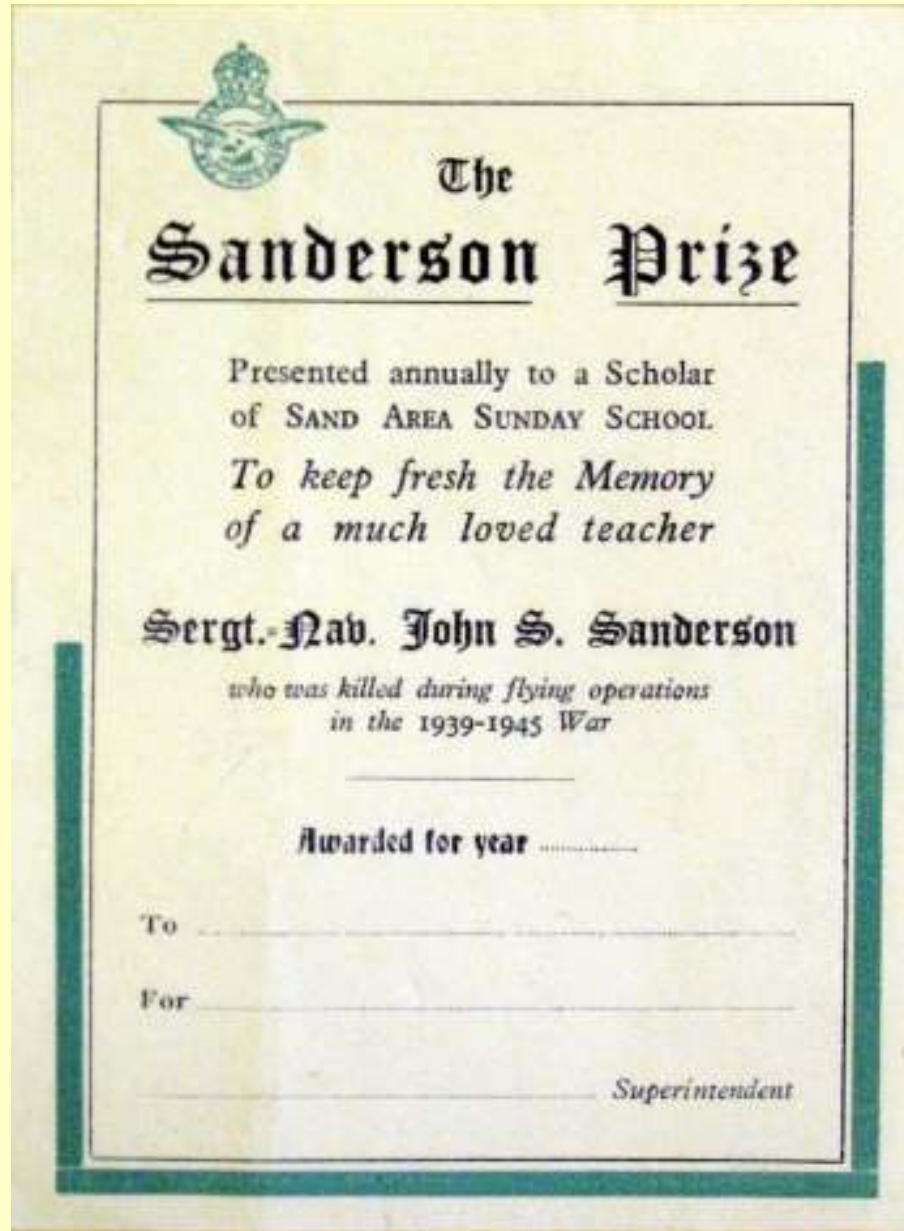 The
Sanderson Prize
Presented annually to a Scholar
of SAND AREA SUNDAY SCHOOL
To keep fresh the Memory
of a much loved teacher
Sergt.-Nav. John S. Sanderson
who was killed during flying operations
in the 1939-1945 War
Awarded for year ..............
To ..............
For ..............
.............. Superintendent